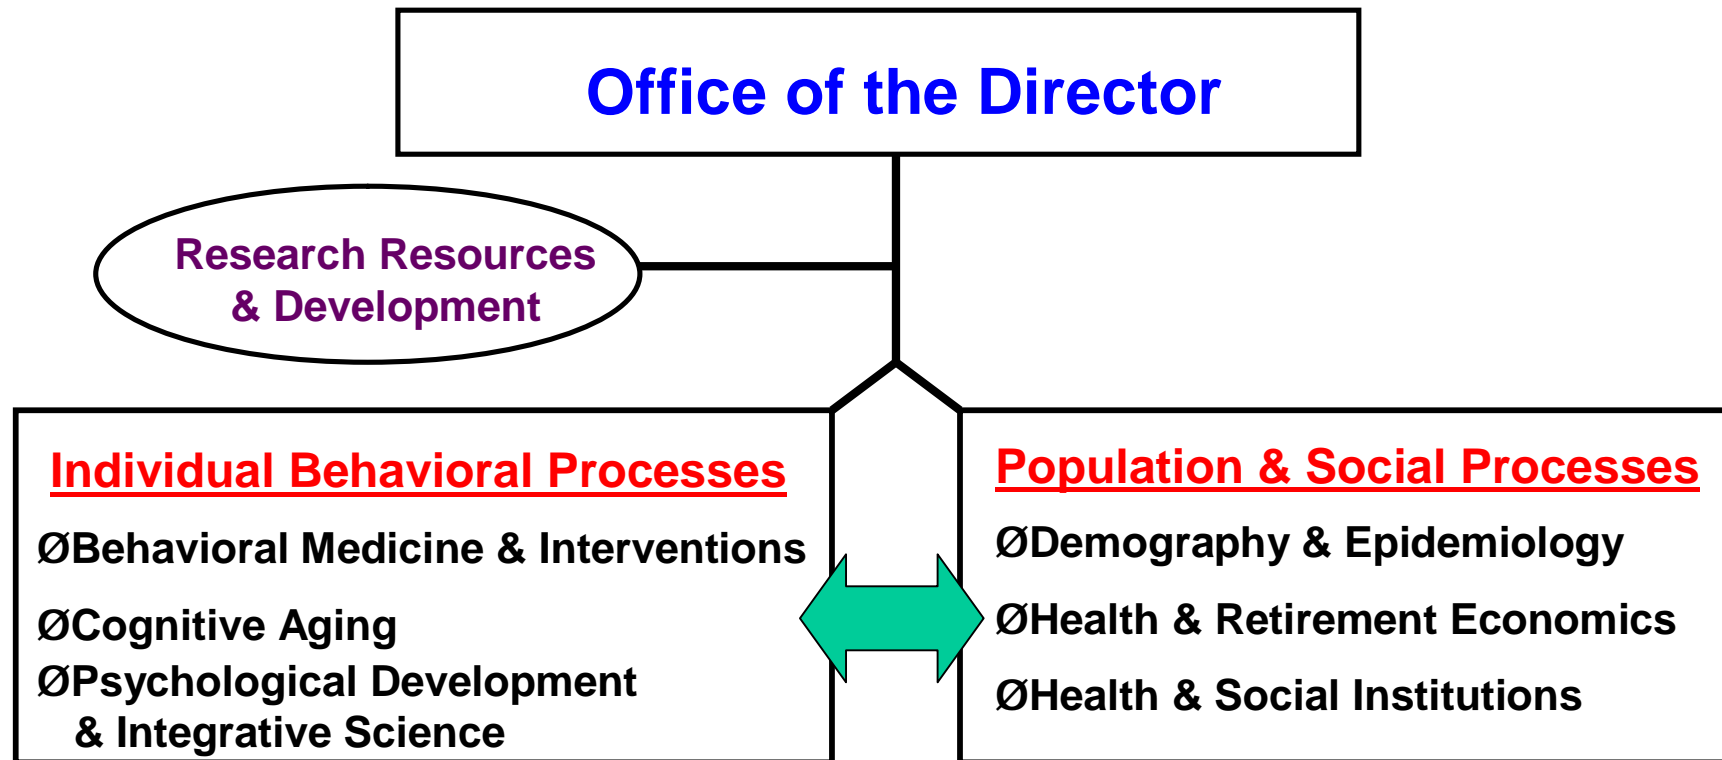 Office of the Director
Research Resources
& Development
Individual Behavioral Processes
ØBehavioral Medicine & Interventions
ØCognitive Aging
ØPsychological Development
& Integrative Science
Population & Social Processes
ØDemography & Epidemiology
ØHealth & Retirement Economics
ØHealth & Social Institutions